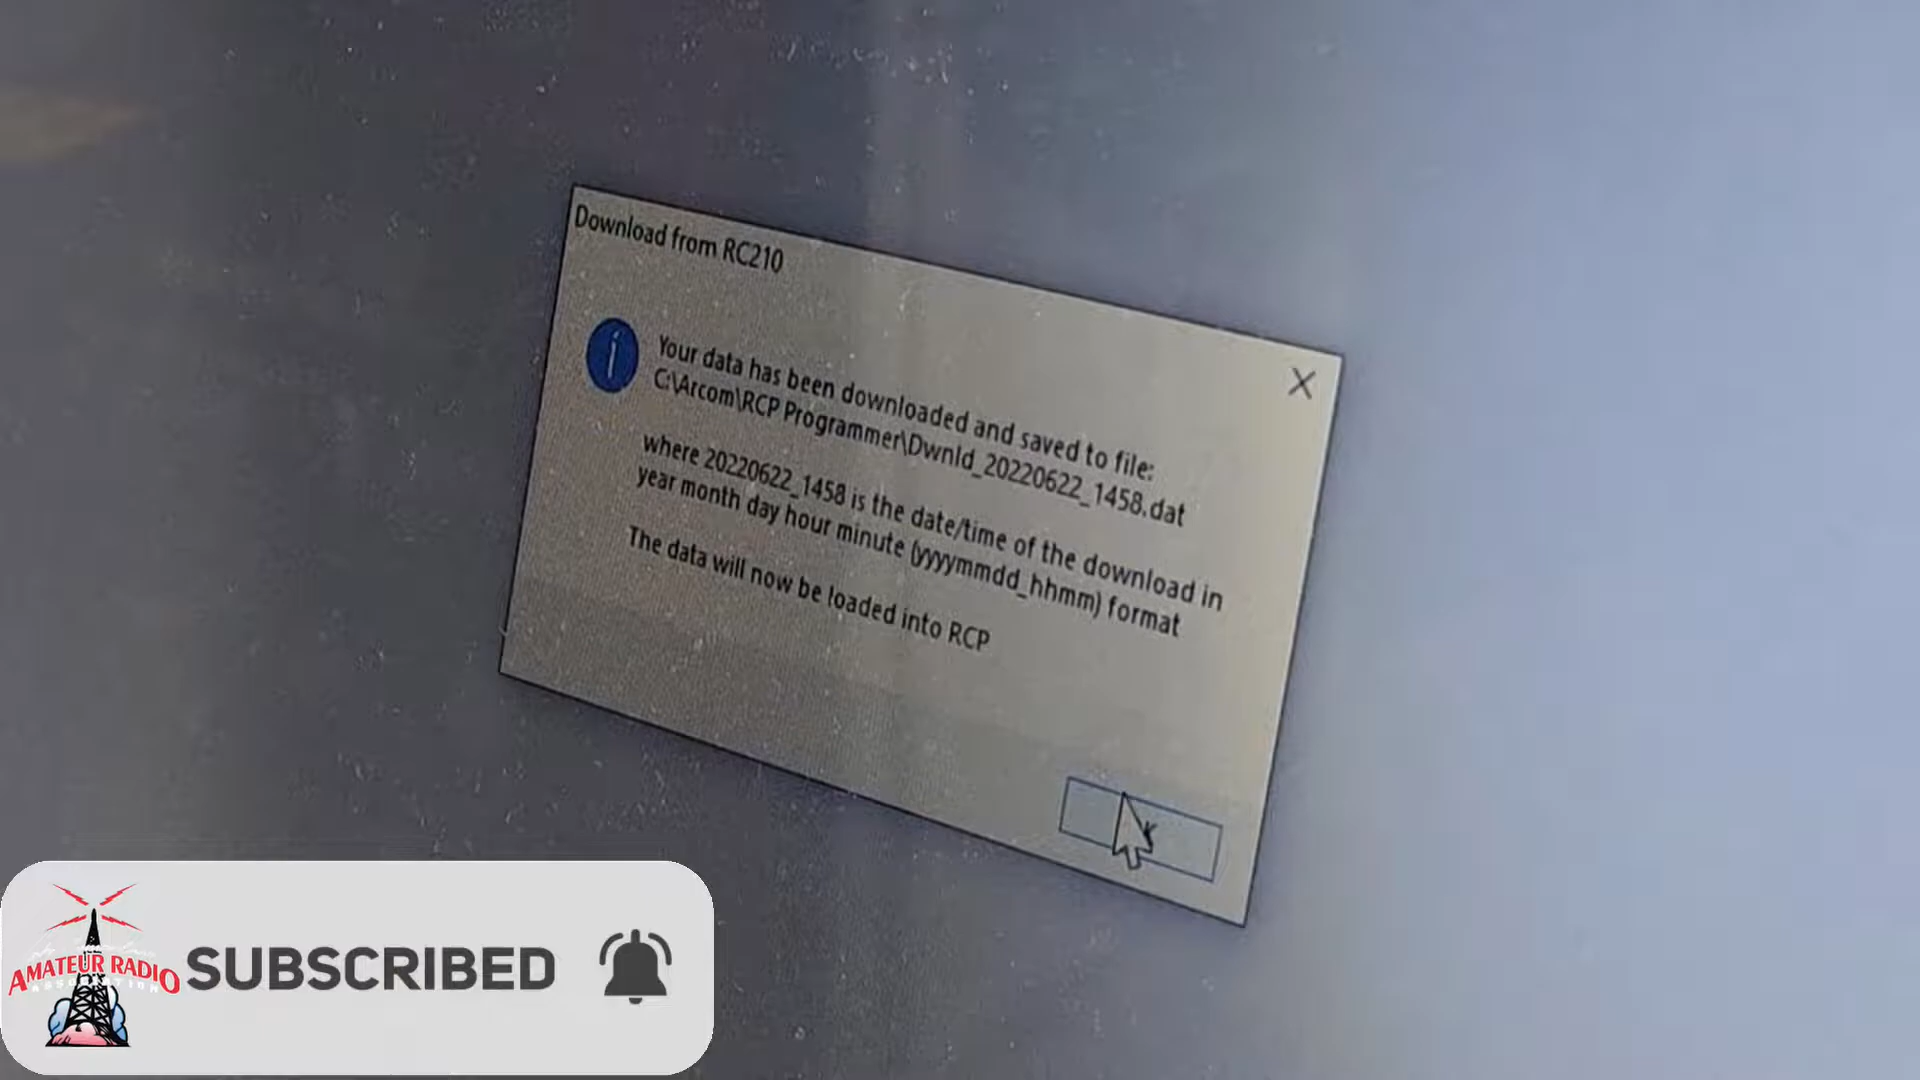 Download from RC210
Your data has been downloaded and saved to file:
C:\Arcom\RCP Programmer\Dwnld_20220622_1458.dat
where 20220622_1458 is the date/time of the download in
year month day hour minute (yyyymmdd_hhmm) format
The data will now be loaded into RCP
AMATEUR RADIO
ASSOCIATION
SUBSCRIBED